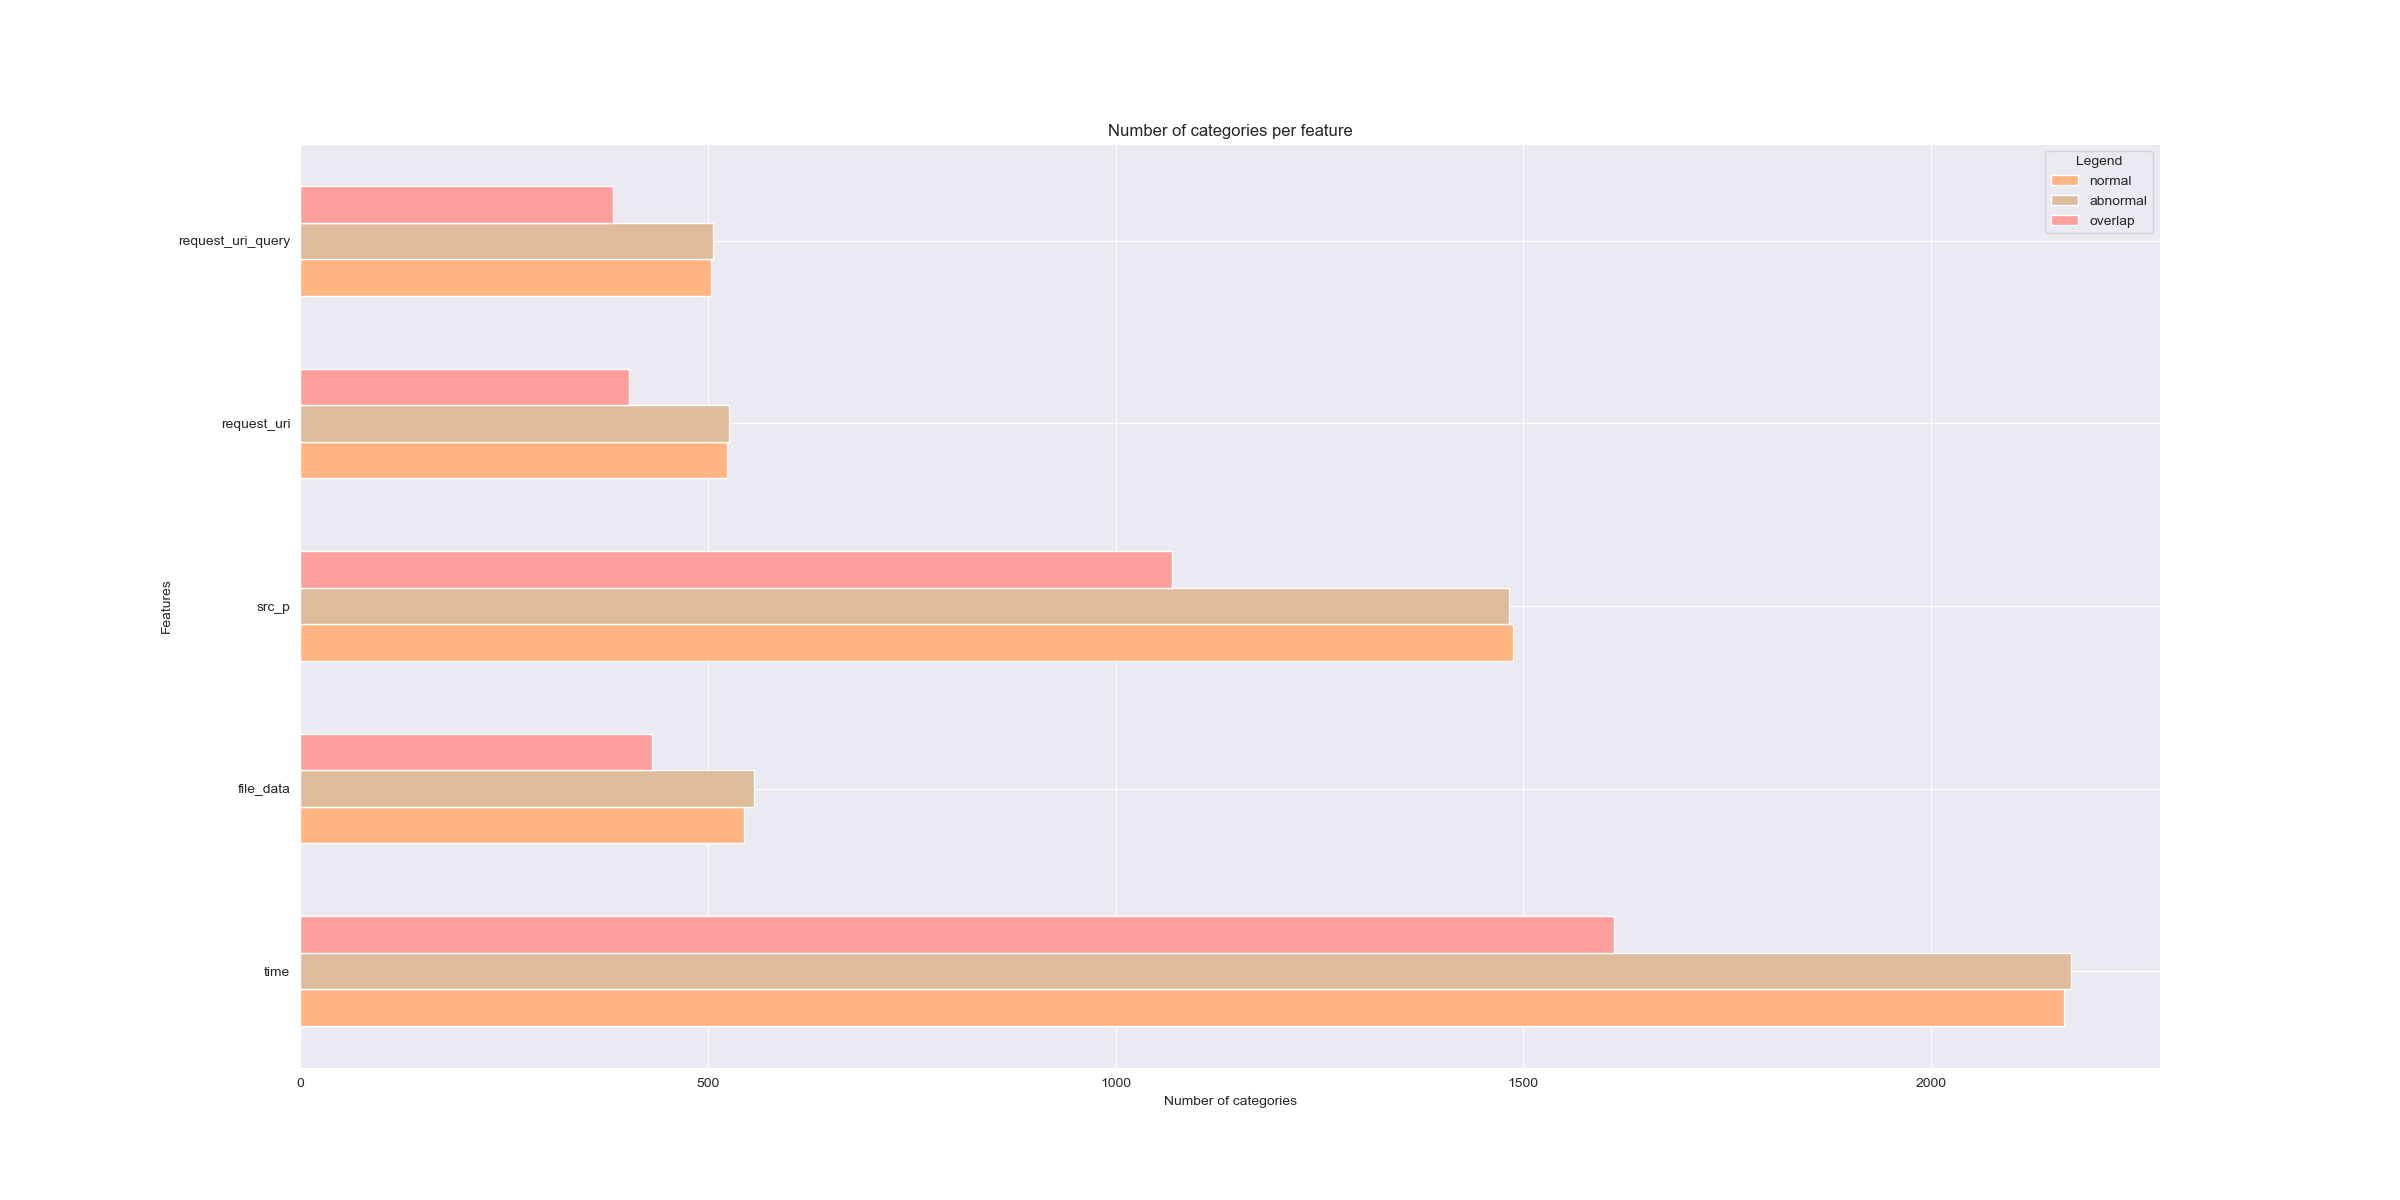 Number of categories per feature
Legend
normal
abnormal
overlap
request_uri_query
request_uri
src_p
file_data
time
Features
0 500 1000 1500 2000
Number of categories